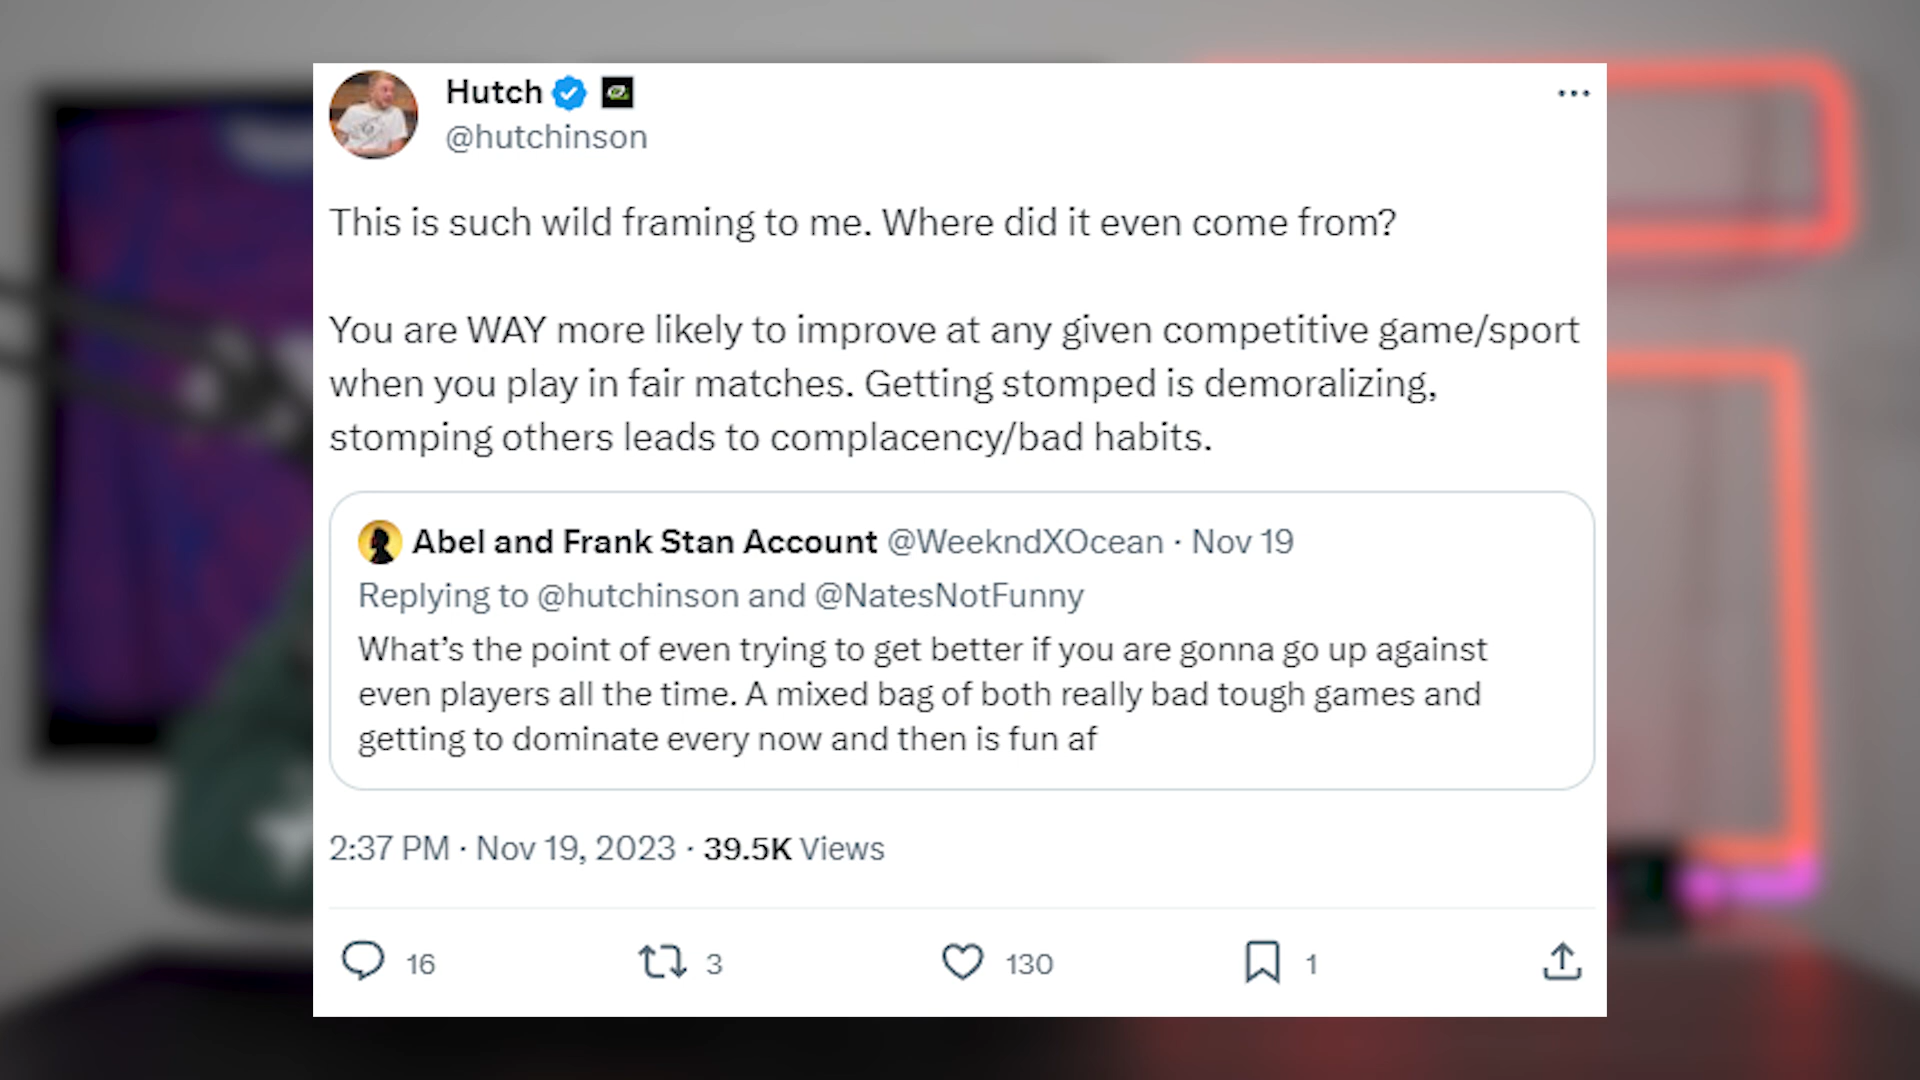 Hutch
@hutchinson
This is such wild framing to me. Where did it even come from?
You are WAY more likely to improve at any given competitive game/sport
when you play in fair matches. Getting stomped is demoralizing,
stomping others leads to complacency/bad habits.
Abel and Frank Stan Account @WeekndXOcean · Nov 19
Replying to @hutchinson and @NatesNotFunny
What’s the point of even trying to get better if you are gonna go up against
even players all the time. A mixed bag of both really bad tough games and
getting to dominate every now and then is fun af
2:37 PM · Nov 19, 2023 · 39.5K Views
16 3 130 1